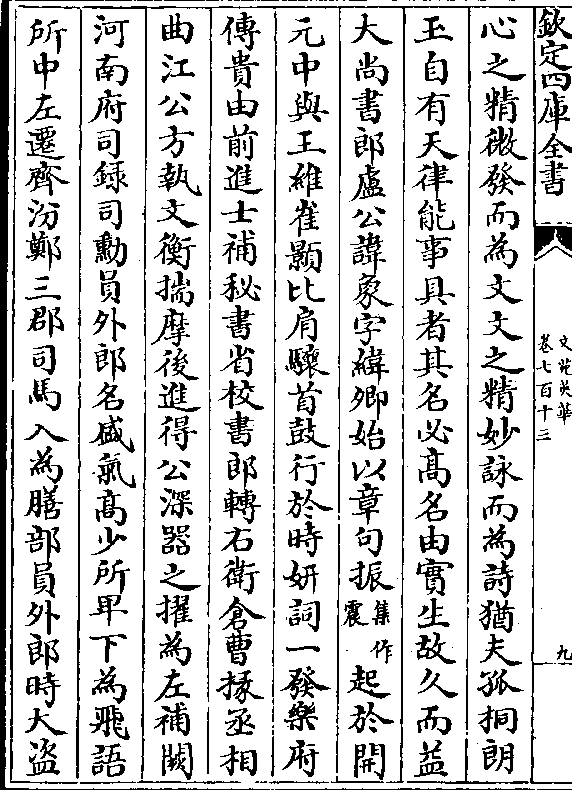 欽定四庫全書
文苑英華
卷七百十三
九
心之精微發而為文文之精妙詠而為詩猶夫孤桐朗
玉自有天律能事具者其名必髙名由實生故久而益
大尚書郎盧公諱象字緯卿始以章句振集作震起於開
元中與王維崔顥比肩驤首鼓行於時妍詞一發樂府
傳貴由前進士補秘書省校書郎轉右衛倉曹掾丞相
曲江公方執文衡揣摩後進得公深器之擢為左補闕
河南府司録司勲員外郎名盛氣髙少所卑下為飛語
所中左遷齊汾鄭三郡司馬入為膳部員外郎時大盜